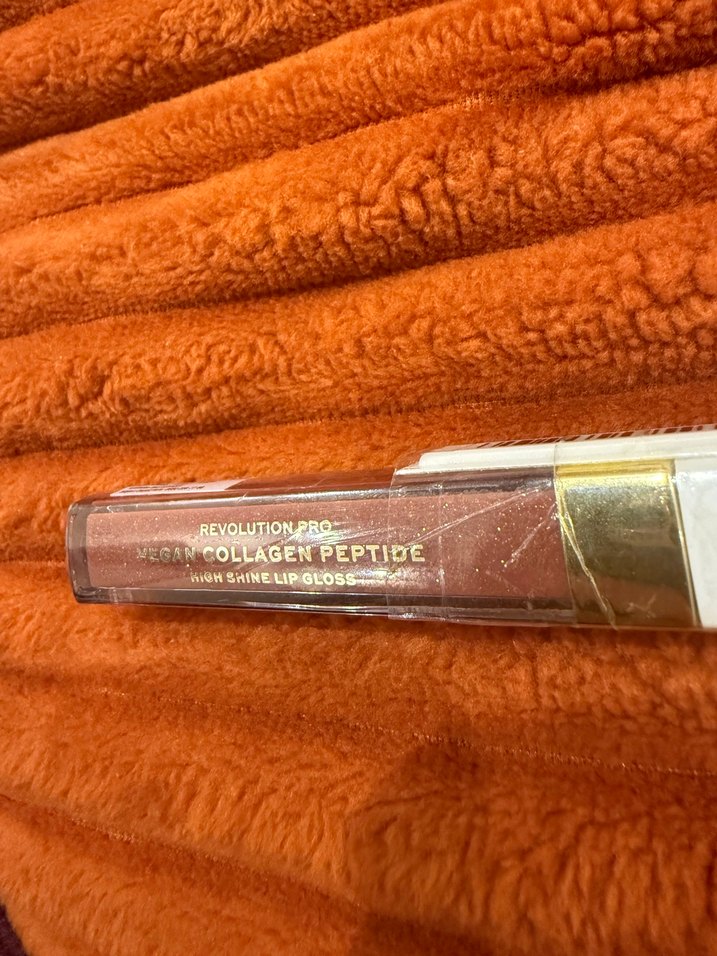 REVOLUTION PRO
VEGAN COLLAGEN PEPTIDE
HIGH SHINE LIP GLOSS